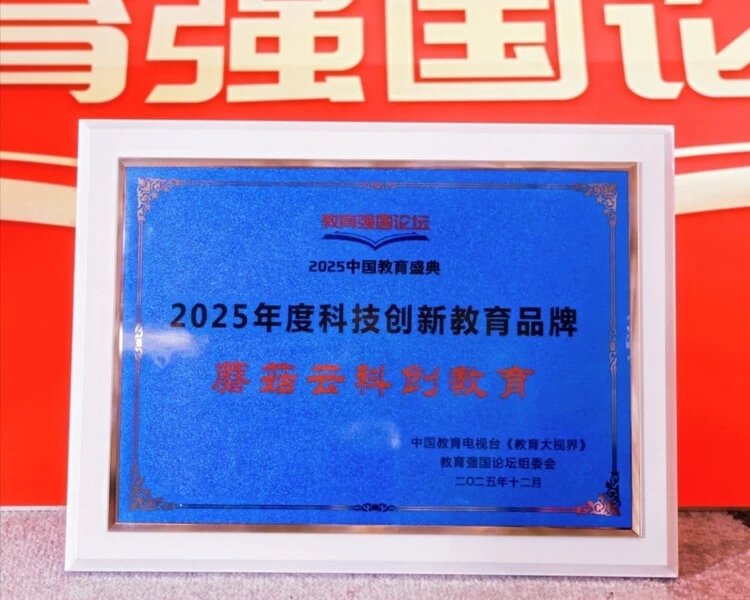 育强国论
教育强国论坛
2025中国教育盛典
2025年度科技创新教育品牌
蘑菇云科创教育
中国教育电视台《教育大视界》
教育强国论坛组委会
二〇二五年十二月